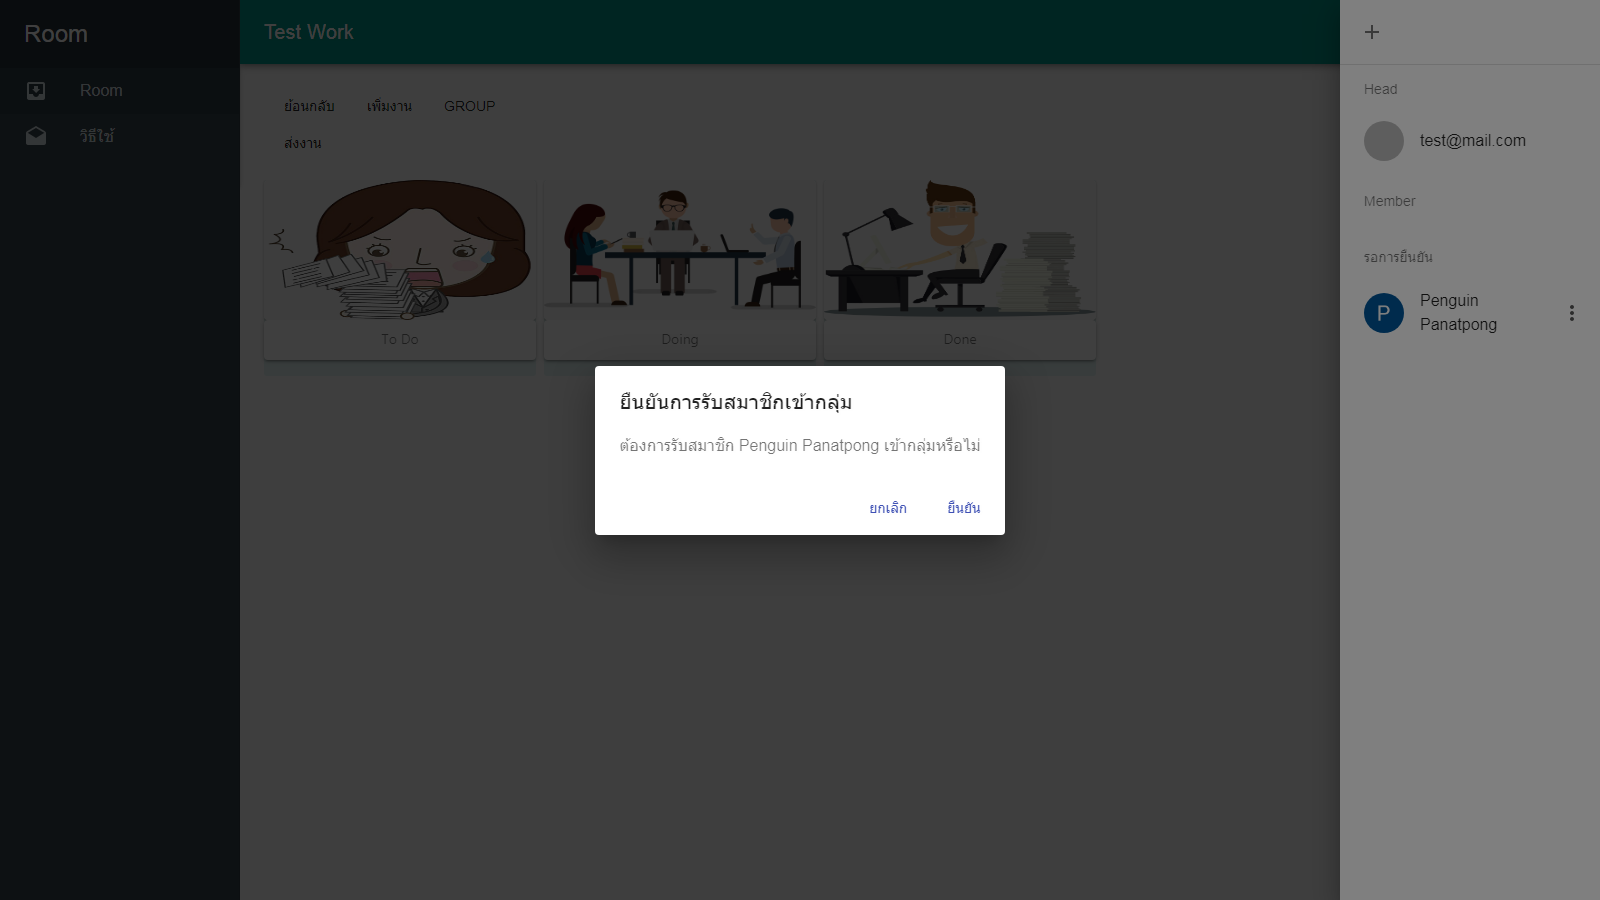 Room
Room
วิธีใช้
Test Work
ย้อนกลับ เพิ่มงาน GROUP
ส่งงาน
To Do
Doing
Done
ยืนยันการรับสมาชิกเข้ากลุ่ม
ต้องการรับสมาชิก Penguin Panatpong เข้ากลุ่มหรือไม่
ยกเลิก ยืนยัน
Head
test@mail.com
Member
รอการยืนยัน
P
Penguin
Panatpong